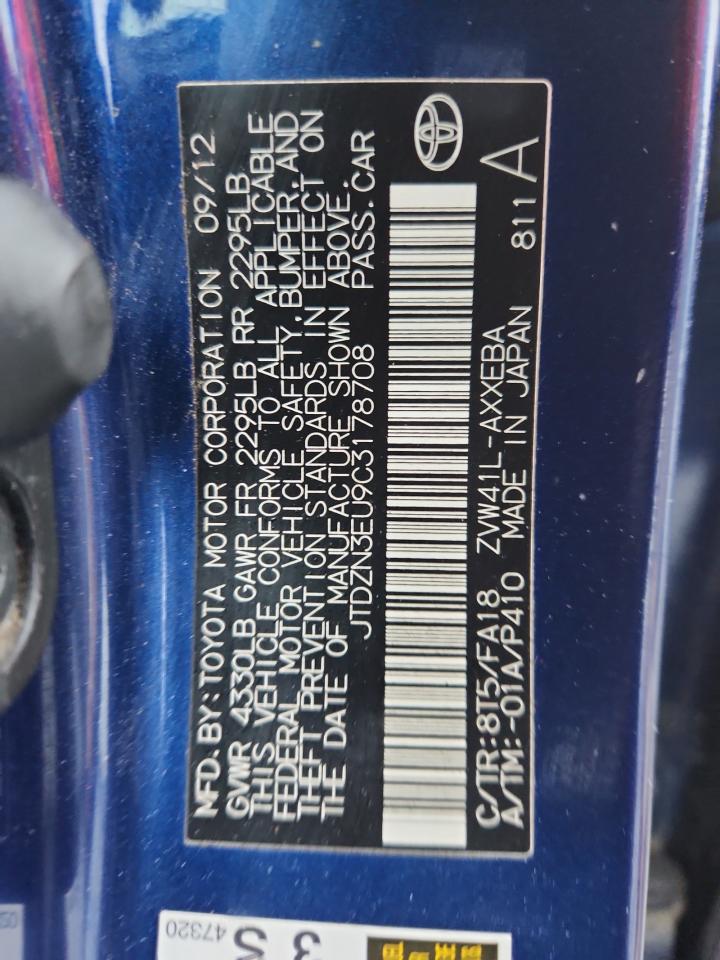 MFD. BY: TOYOTA MOTOR CORPORATION 09/12
GVWR 4330LB GAWR FR 2295LB RR 2295LB
THIS VEHICLE CONFORMS TO ALL APPLICABLE
FEDERAL MOTOR VEHICLE SAFETY, BUMPER, AND
THEFT PREVENTION STANDARDS IN EFFECT ON
THE DATE OF MANUFACTURE SHOWN ABOVE.
JTDZN3EU9C3178708 PASS. CAR
C/TR: 8T5/FA18 ZVW41L-AXXEBA 811 A
A/TM: -01A/P410 MADE IN JAPAN
47320
3S